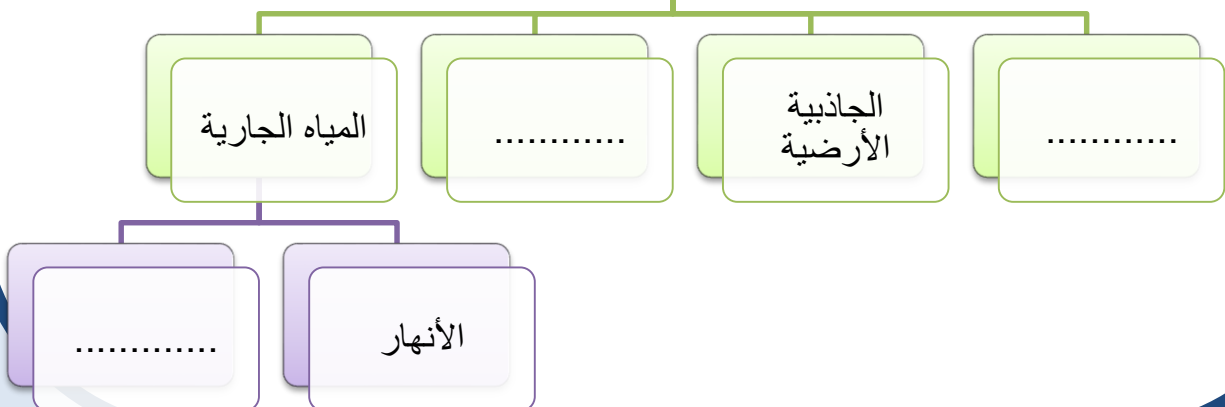 ............
الجاذبية
الأرضية
............
المياه الجارية
الأنهار
.............